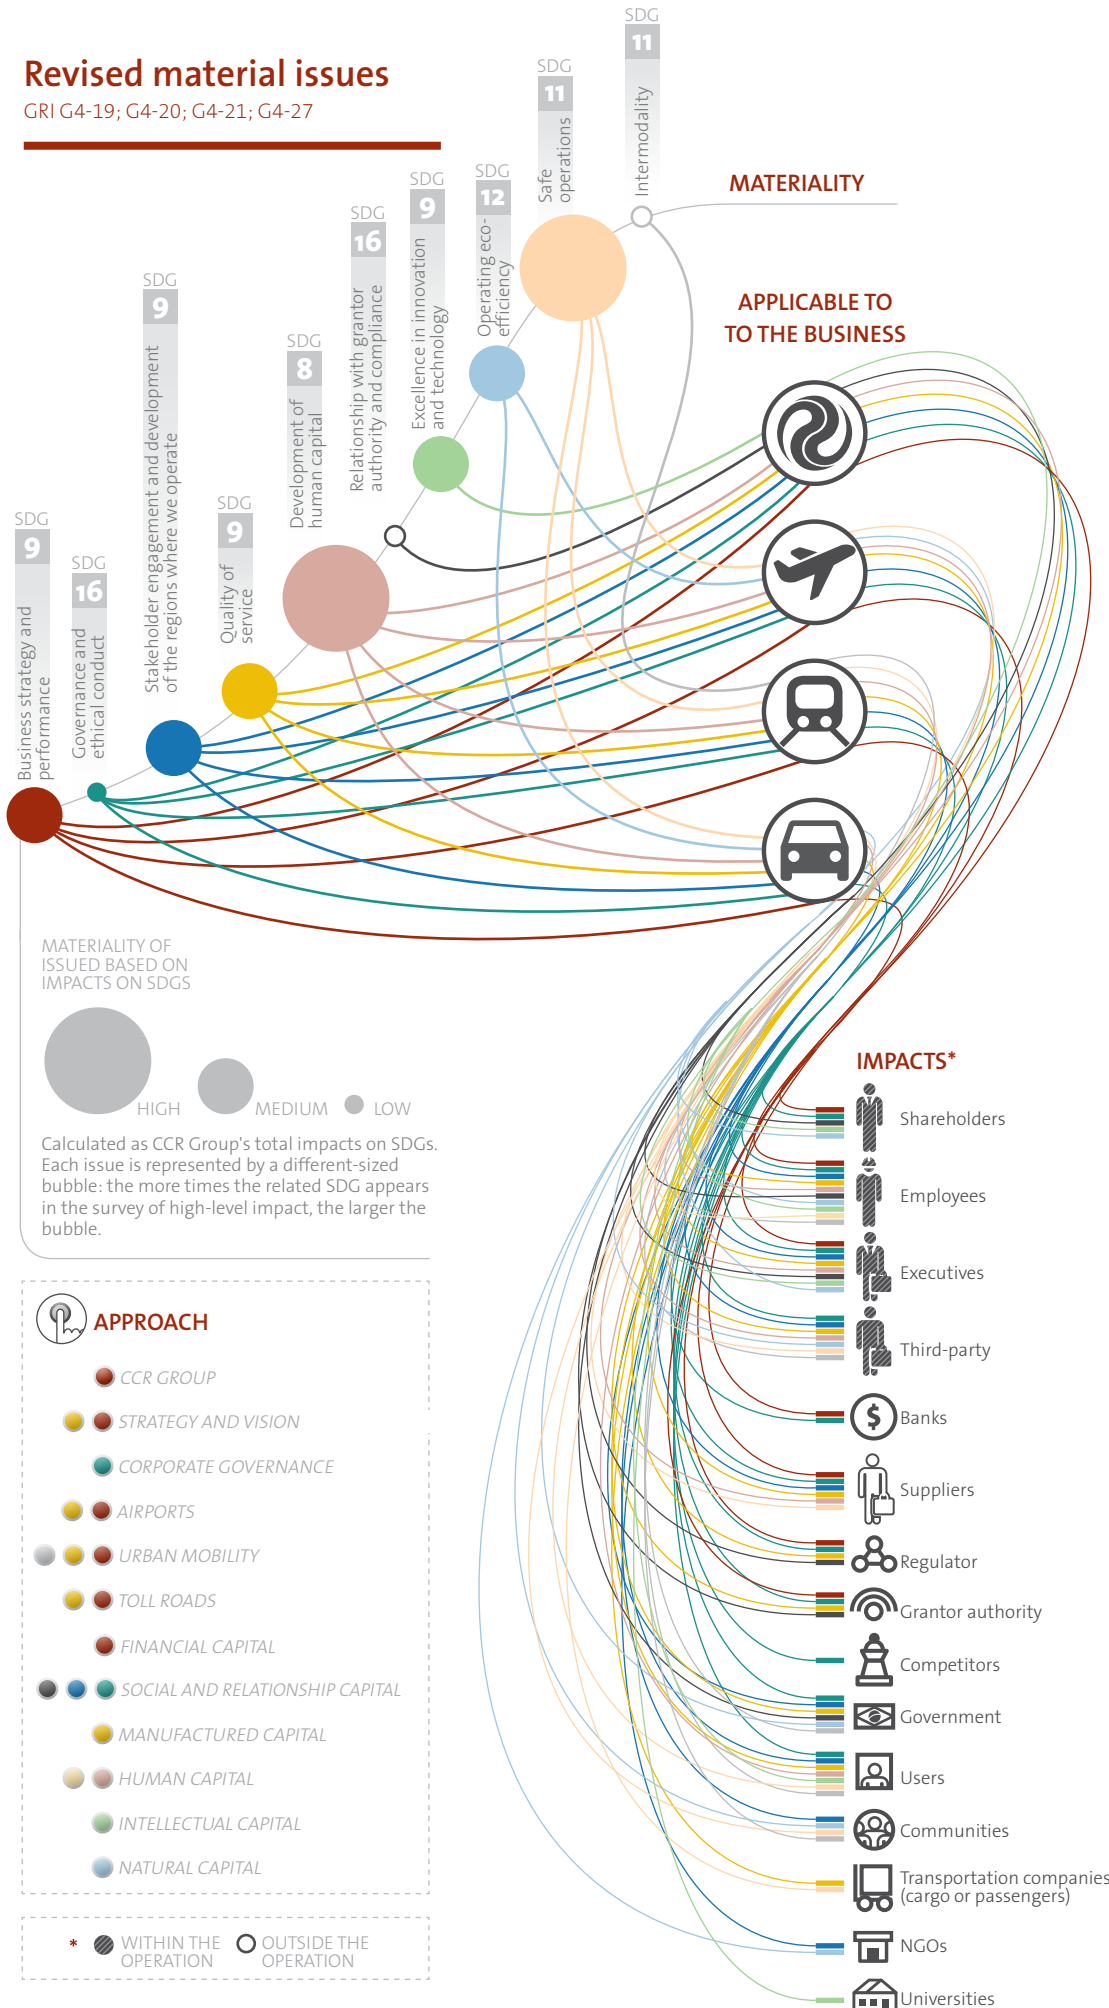 Revised material issues
GRI G4-19; G4-20; G4-21; G4-27
SDG
9
Business strategy and
performance
SDG
16
Governance and
ethical conduct
SDG
9
Stakeholder engagement and development
of the regions where we operate
SDG
9
Quality of
service
SDG
8
Development of
human capital
SDG
16
Relationship with grantor
authority and compliance
SDG
9
Excellence in innovation
and technology
SDG
12
Operating eco-
efficiency
SDG
11
Safe
operations
SDG
11
Intermodality
MATERIALITY
APPLICABLE TO
TO THE BUSINESS
MATERIALITY OF
ISSUED BASED ON
IMPACTS ON SDGS
HIGH
MEDIUM
LOW
Calculated as CCR Group's total impacts on SDGs.
Each issue is represented by a different-sized
bubble: the more times the related SDG appears
in the survey of high-level impact, the larger the
bubble.
APPROACH
CCR GROUP
STRATEGY AND VISION
CORPORATE GOVERNANCE
AIRPORTS
URBAN MOBILITY
TOLL ROADS
FINANCIAL CAPITAL
SOCIAL AND RELATIONSHIP CAPITAL
MANUFACTURED CAPITAL
HUMAN CAPITAL
INTELLECTUAL CAPITAL
NATURAL CAPITAL
* WITHIN THE
OPERATION
OUTSIDE THE
OPERATION
IMPACTS*
Shareholders
Employees
Executives
Third-party
$
Banks
Suppliers
Regulator
Grantor authority
Competitors
Government
Users
Communities
Transportation companies
(cargo or passengers)
NGOs
Universities